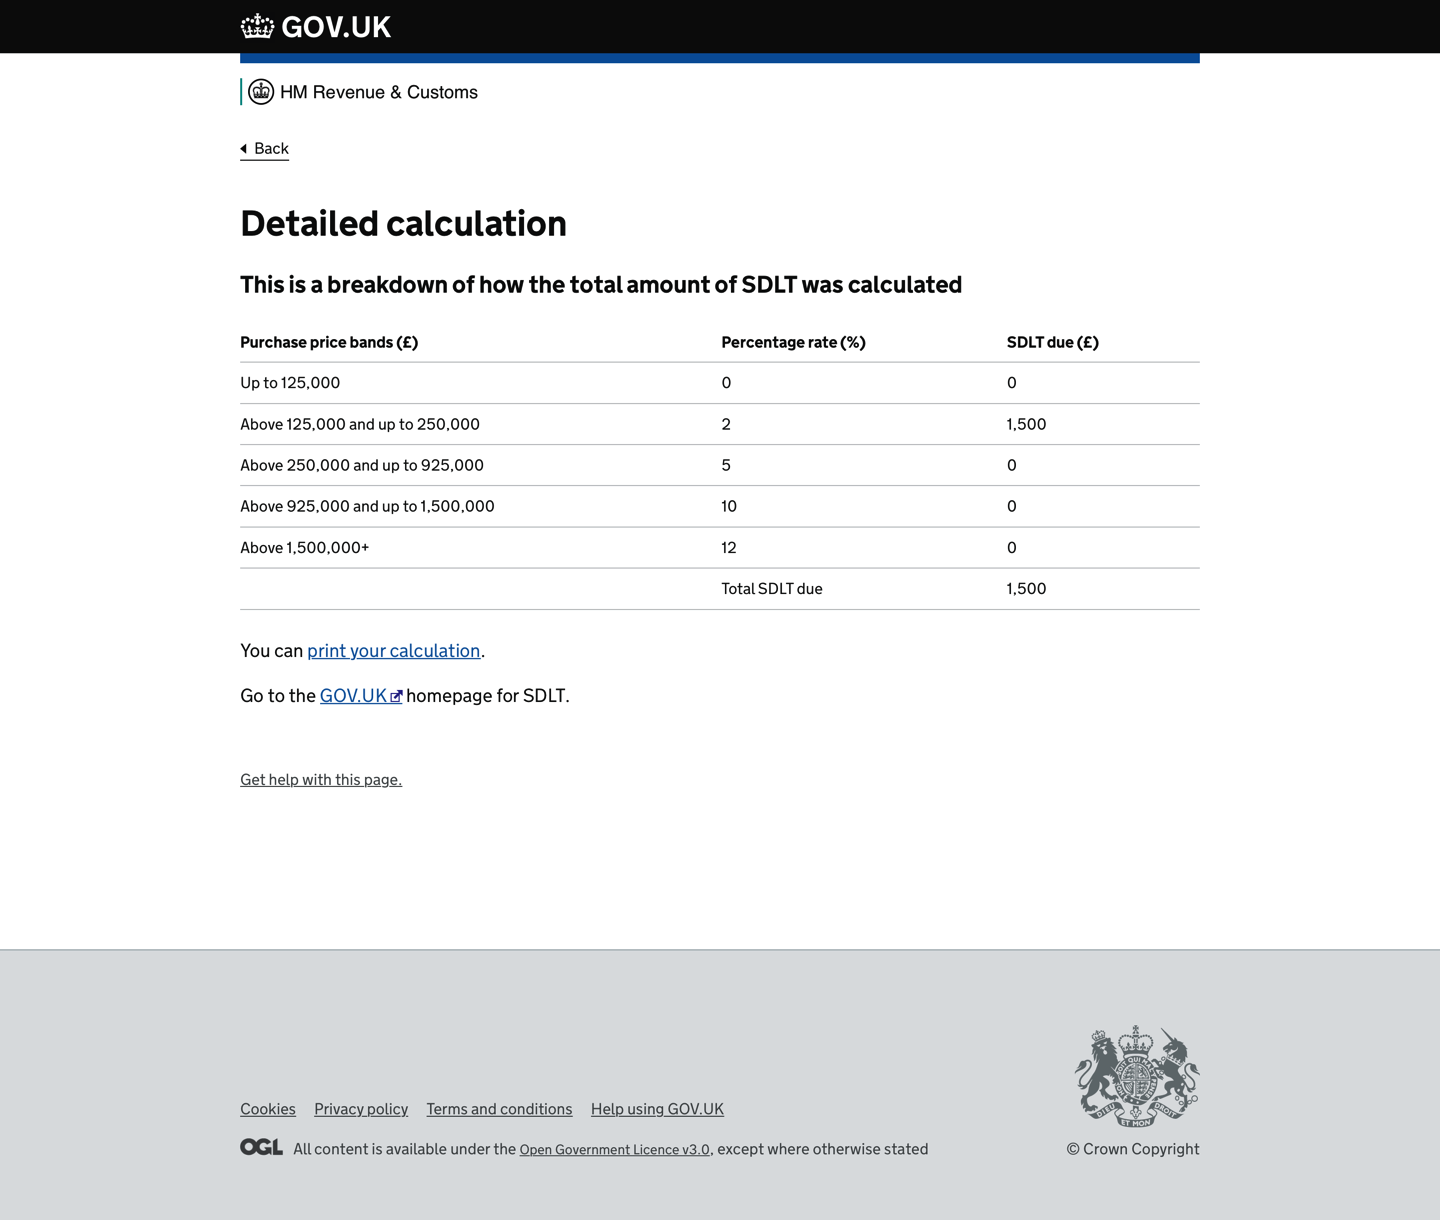 GOV.UK
HM Revenue & Customs
Back
Detailed calculation
This is a breakdown of how the total amount of SDLT was calculated
Purchase price bands (£) Percentage rate (%) SDLT due (£)
Up to 125,000 0 0
Above 125,000 and up to 250,000 2 1,500
Above 250,000 and up to 925,000 5 0
Above 925,000 and up to 1,500,000 10 0
Above 1,500,000+ 12 0
Total SDLT due 1,500
You can print your calculation.
Go to the GOV.UK homepage for SDLT.
Get help with this page.
Cookies Privacy policy Terms and conditions Help using GOV.UK
OGL All content is available under the Open Government Licence v3.0, except where otherwise stated
DIEU ET MON DROIT
© Crown Copyright